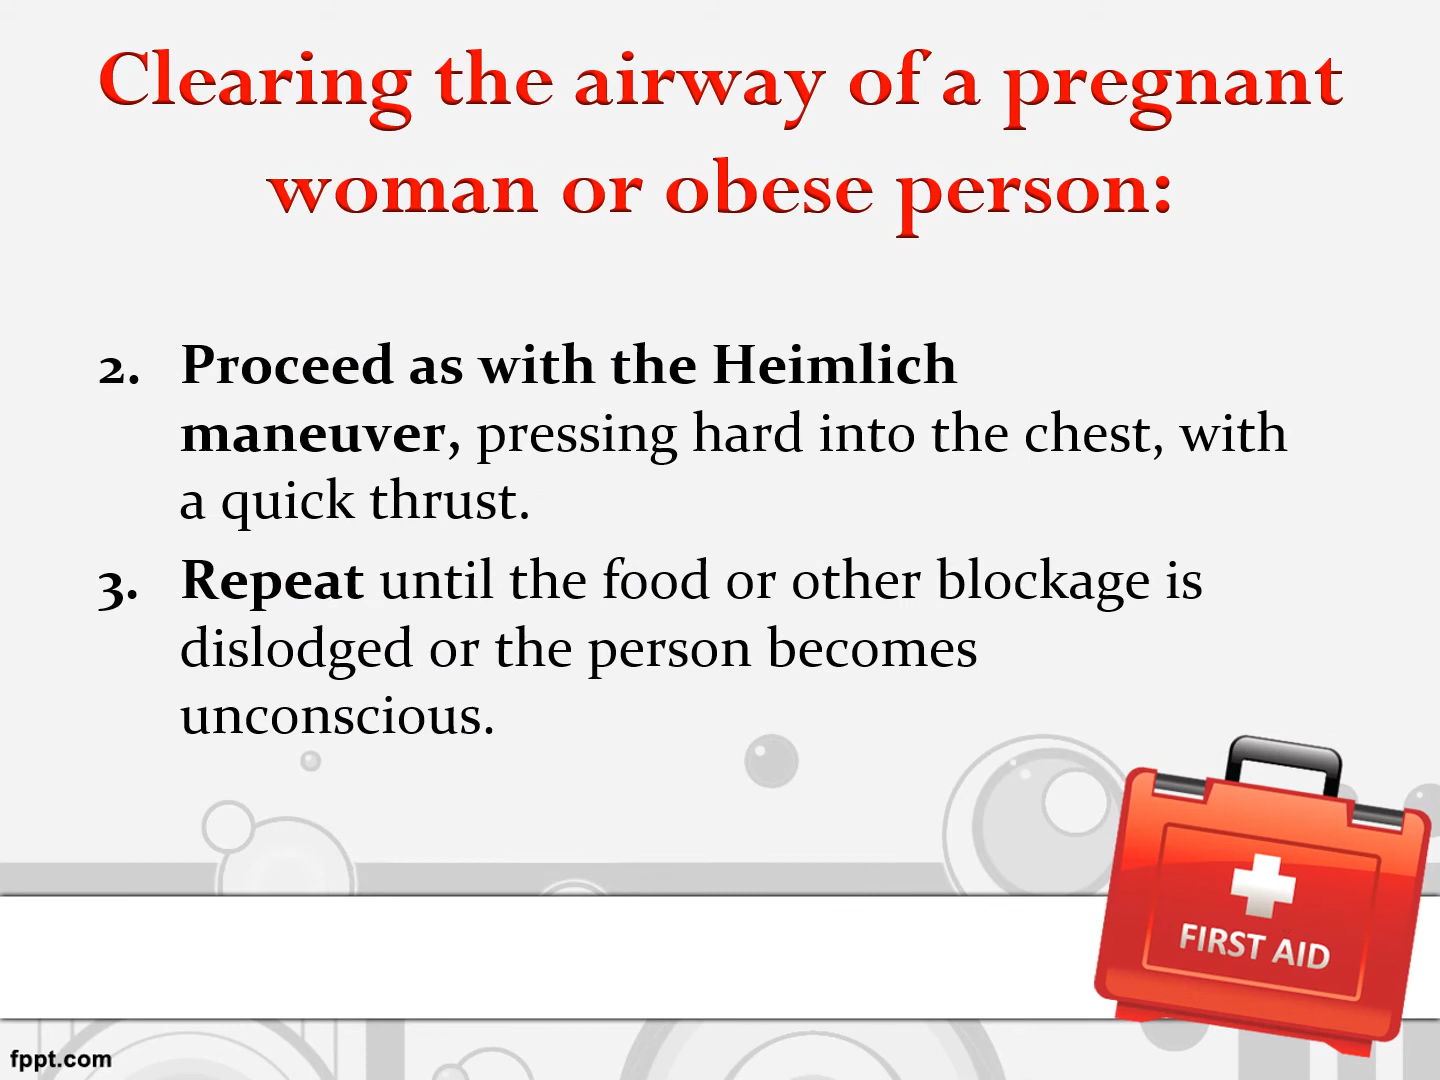 Clearing the airway of a pregnant
woman or obese person:
2. Proceed as with the Heimlich
maneuver, pressing hard into the chest, with
a quick thrust.
3. Repeat until the food or other blockage is
dislodged or the person becomes
unconscious.
FIRST AID
fppt.com